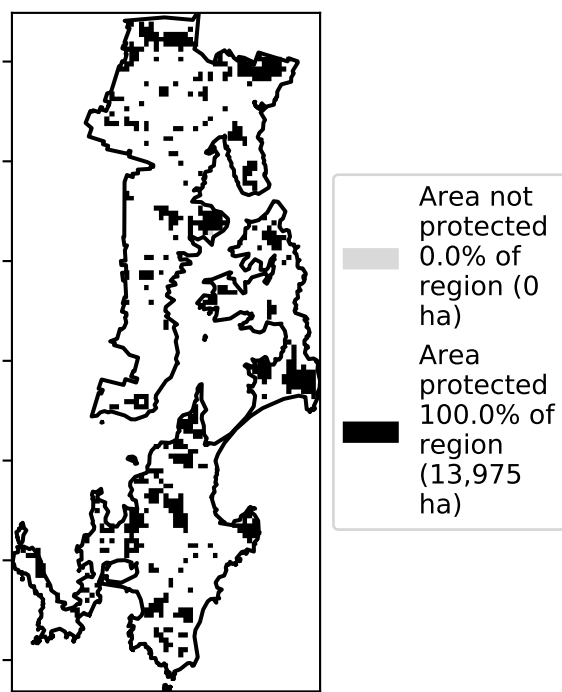 Area not
protected
0.0% of
region (0
ha)
Area
protected
100.0% of
region
(13,975
ha)